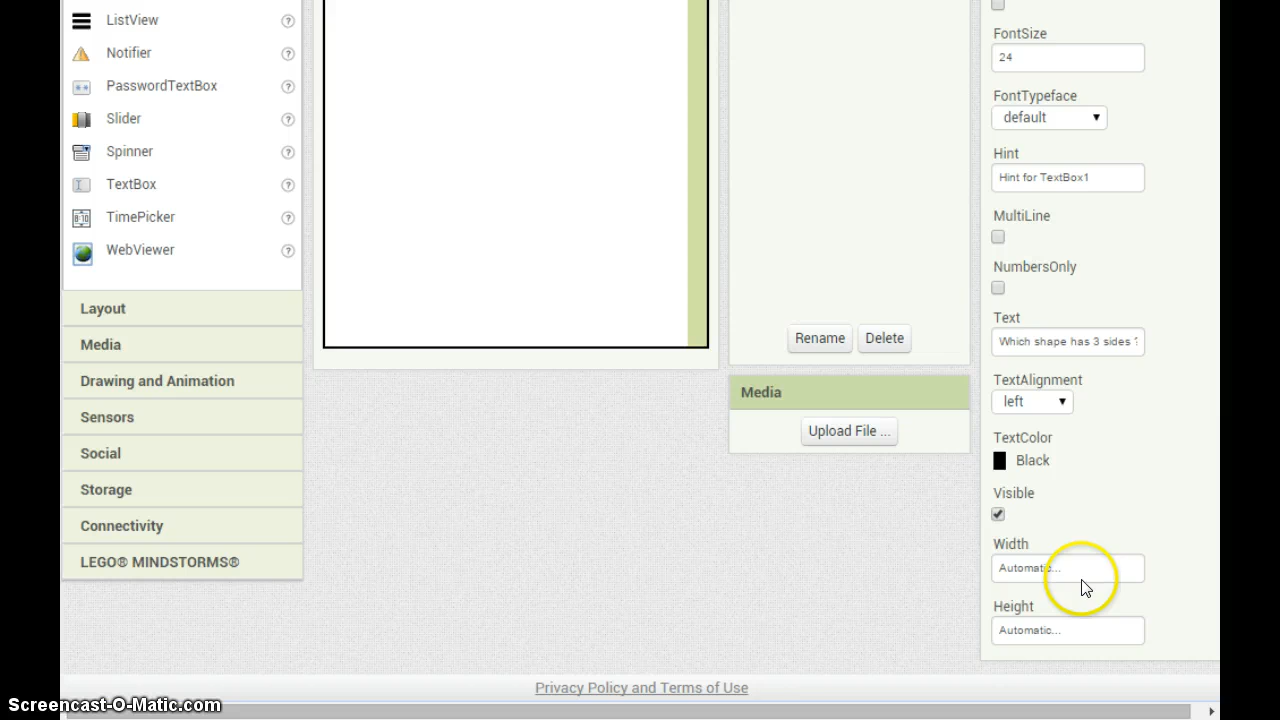 ListView
Notifier
PasswordTextBox
Slider
Spinner
TextBox
TimePicker
WebViewer
Layout
Media
Drawing and Animation
Sensors
Social
Storage
Connectivity
LEGO® MINDSTORMS®
Rename Delete
Media
Upload File ...
FontSize
24
FontTypeface
default
Hint
Hint for TextBox1
MultiLine
NumbersOnly
Text
Which shape has 3 sides ?
TextAlignment
left
TextColor
Black
Visible
Width
Automatic...
Height
Automatic...
Privacy Policy and Terms of Use
Screencast-O-Matic.com